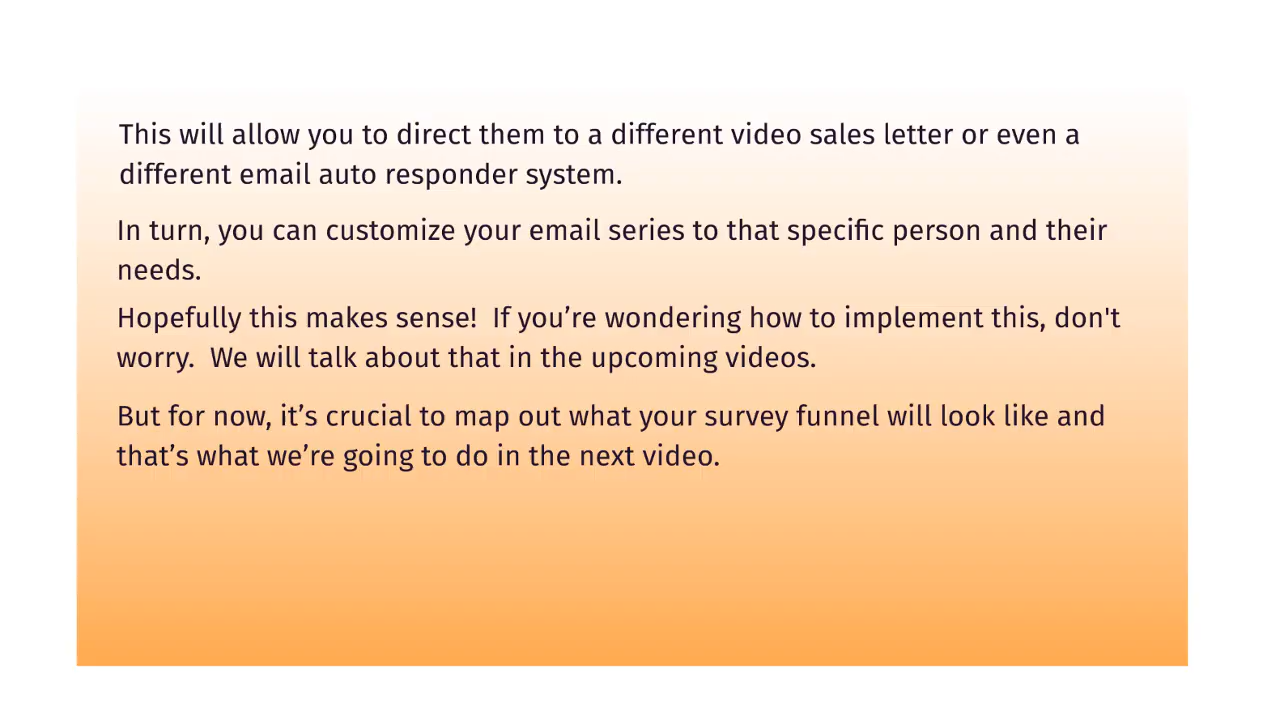 This will allow you to direct them to a different video sales letter or even a
different email auto responder system.
In turn, you can customize your email series to that specific person and their
needs.
Hopefully this makes sense!  If you’re wondering how to implement this, don't
worry.  We will talk about that in the upcoming videos.
But for now, it’s crucial to map out what your survey funnel will look like and
that’s what we’re going to do in the next video.